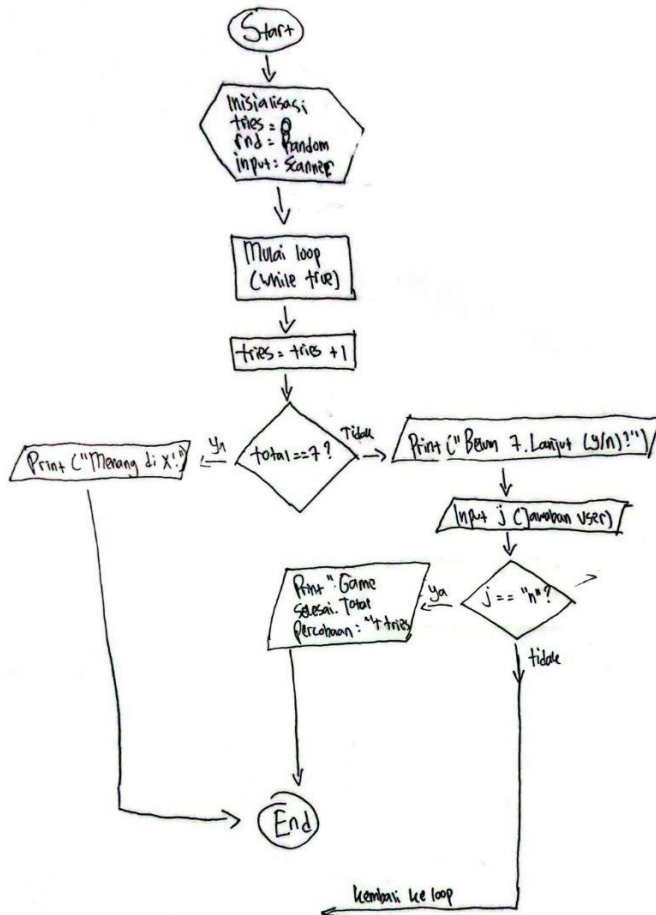 Start
Inisialisasi
tries = 0
rnd = Random
input = Scanner
Mulai loop
(while true)
tries = tries + 1
total == 7 ?
Ya
Tidak
Print ("Menang di X!")
Print ("Belum 7. Lanjut (y/n)?")
Input j (Jawaban user)
j == "n"?
Ya
tidak
Print ". Game
selesai. Total
percobaan: "+ tries
End
kembali ke loop